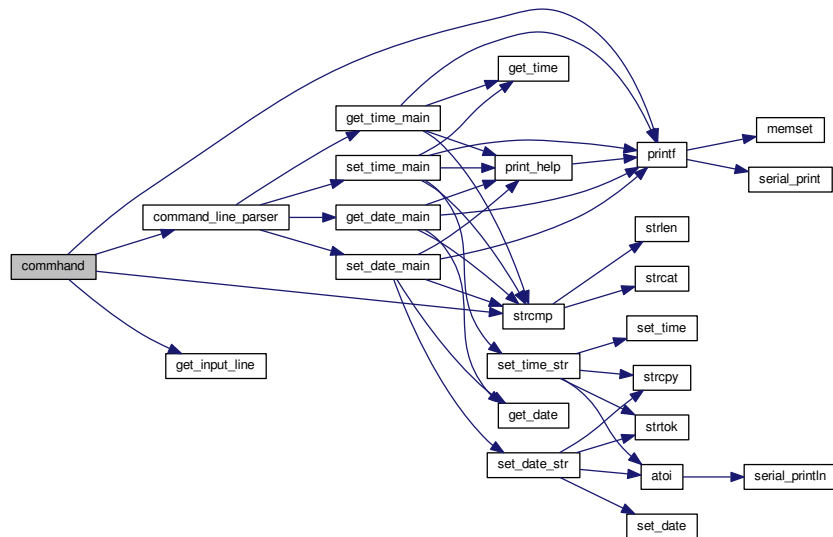 commhand
command_line_parser
get_input_line
get_time_main
set_time_main
get_date_main
set_date_main
get_time
print_help
strcmp
set_time_str
get_date
set_date_str
printf
strlen
strcat
set_time
strcpy
strtok
atoi
set_date
memset
serial_print
serial_println